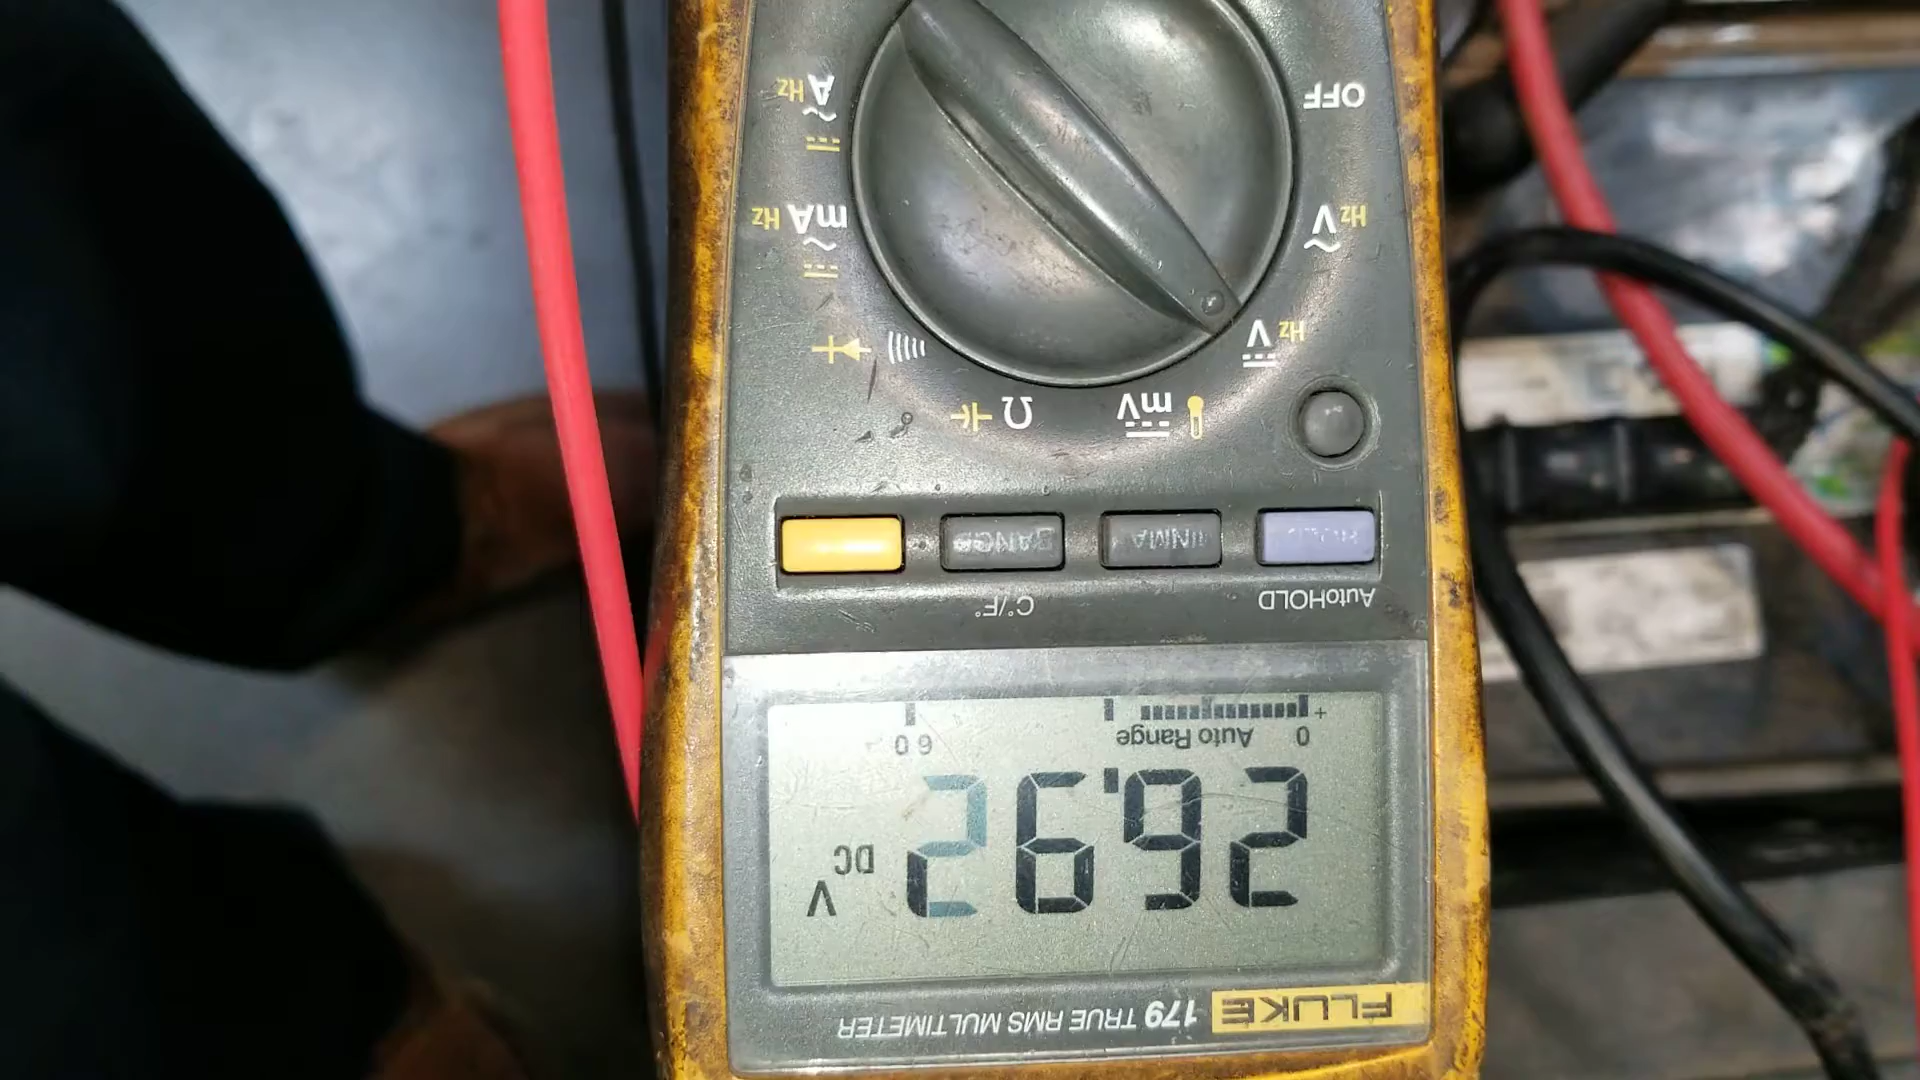 FLUKE 179 TRUE RMS MULTIMETER
26.92 V DC
0 Auto Range 60
AutoHOLD C°/F°
RANGE
mV Ω
V Hz
mA Hz
V Hz
A Hz
OFF